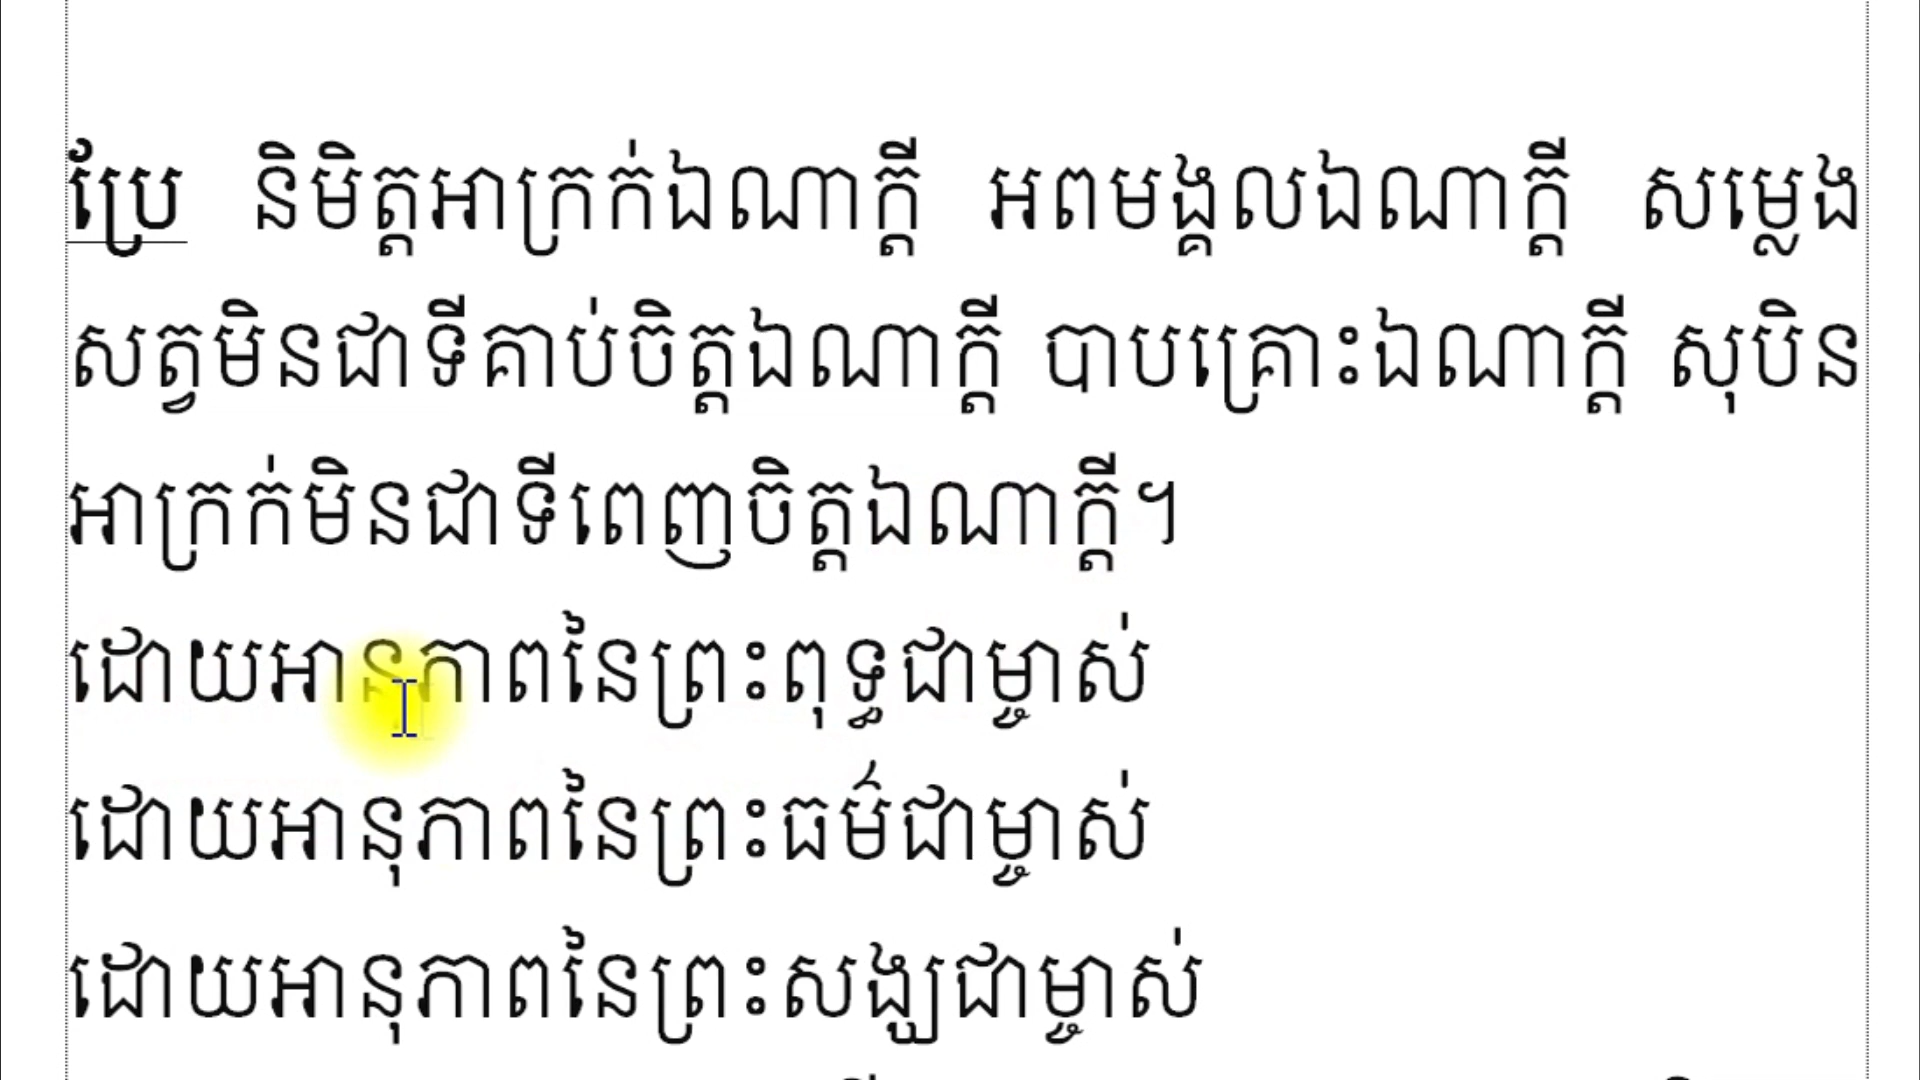 ប្រែ និមិត្តអាក្រក់ឯណាក្តី អពមង្គលឯណាក្តី សម្លេង
សត្វមិនជាទីគាប់ចិត្តឯណាក្តី បាបគ្រោះឯណាក្តី សុបិន
អាក្រក់មិនជាទីពេញចិត្តឯណាក្តី។
ដោយអានុភាពនៃព្រះពុទ្ធជាម្ចាស់
ដោយអានុភាពនៃព្រះធម៌ជាម្ចាស់
ដោយអានុភាពនៃព្រះសង្ឃជាម្ចាស់